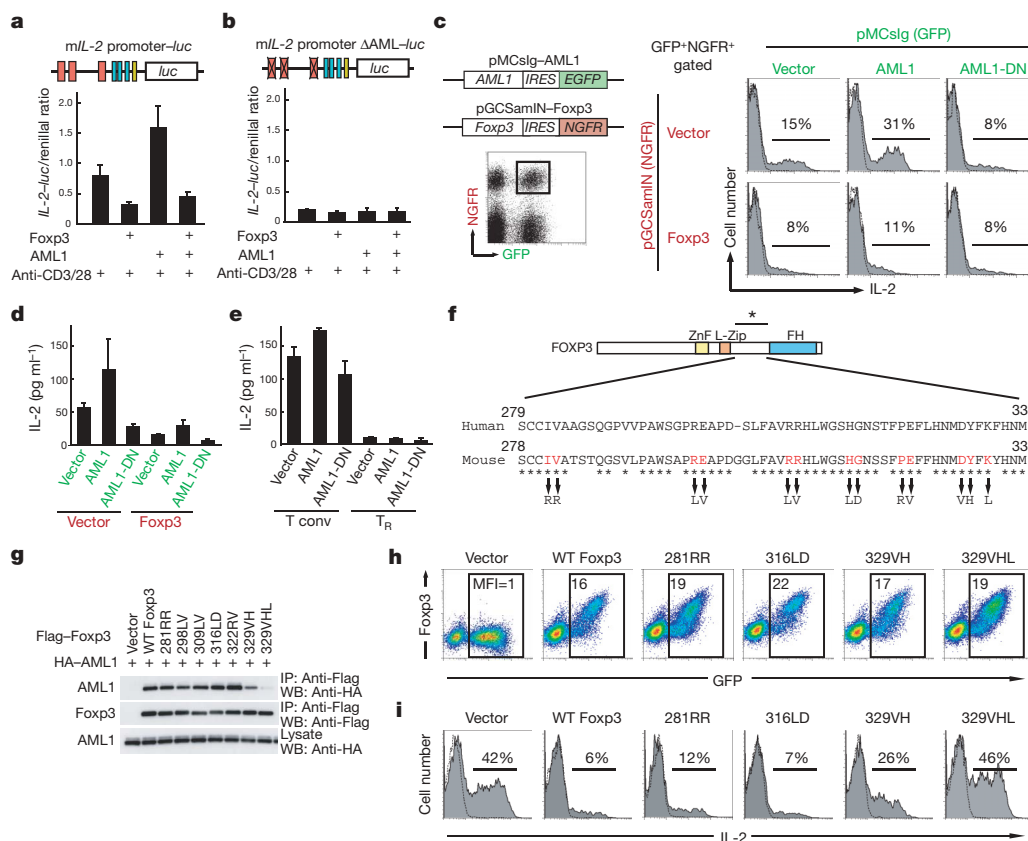 a
mIL-2 promoter–luc
luc
IL-2–luc/renillal ratio
2.0
1.5
1.0
0.5
0
Foxp3 + +
AML1 + +
Anti-CD3/28 + + + +
b
mIL-2 promoter ΔAML–luc
luc
IL-2–luc/renillal ratio
2.0
1.5
1.0
0.5
0
Foxp3 + +
AML1 + +
Anti-CD3/28 + + + +
c
pMCsIg–AML1
AML1 IRES EGFP
pGCSamIN–Foxp3
Foxp3 IRES NGFR
NGFR
GFP
GFP+NGFR+
gated
pMCsIg (GFP)
Vector AML1 AML1-DN
pGCSamIN (NGFR)
Vector
Foxp3
15% 31% 8%
8% 11% 8%
Cell number
IL-2
d
IL-2 (pg ml–1)
150
100
50
0
Vector AML1 AML1-DN Vector AML1 AML1-DN
Vector Foxp3
e
IL-2 (pg ml–1)
150
100
50
0
Vector AML1 AML1-DN Vector AML1 AML1-DN
T conv TR
f
*
ZnF L-Zip FH
FOXP3
279 33
Human SCCIVAAGSQGPVVPAWSGPREAPD-SLFAVRRHLWGSHGNSTFPEFLHNMDYFKFHNM
278 33
Mouse SCCIVATSTQGSVLPAWSAPREAPDGGLFAVRRHLWGSHGNSSFPEFFHNMDYFKYHNM
RR LV LV LD RV VH L
g
Flag–Foxp3
Vector
WT Foxp3
281RR
298LV
309LV
316LD
322RV
329VH
329VHL
HA–AML1 + + + + + + + + +
AML1 IP: Anti-Flag
WB: Anti-HA
Foxp3 IP: Anti-Flag
WB: Anti-Flag
AML1 Lysate
WB: Anti-HA
h
Vector WT Foxp3 281RR 316LD 329VH 329VHL
MFI=1 16 19 22 17 19
Foxp3
GFP
i
Vector WT Foxp3 281RR 316LD 329VH 329VHL
42% 6% 12% 7% 26% 46%
Cell number
IL-2